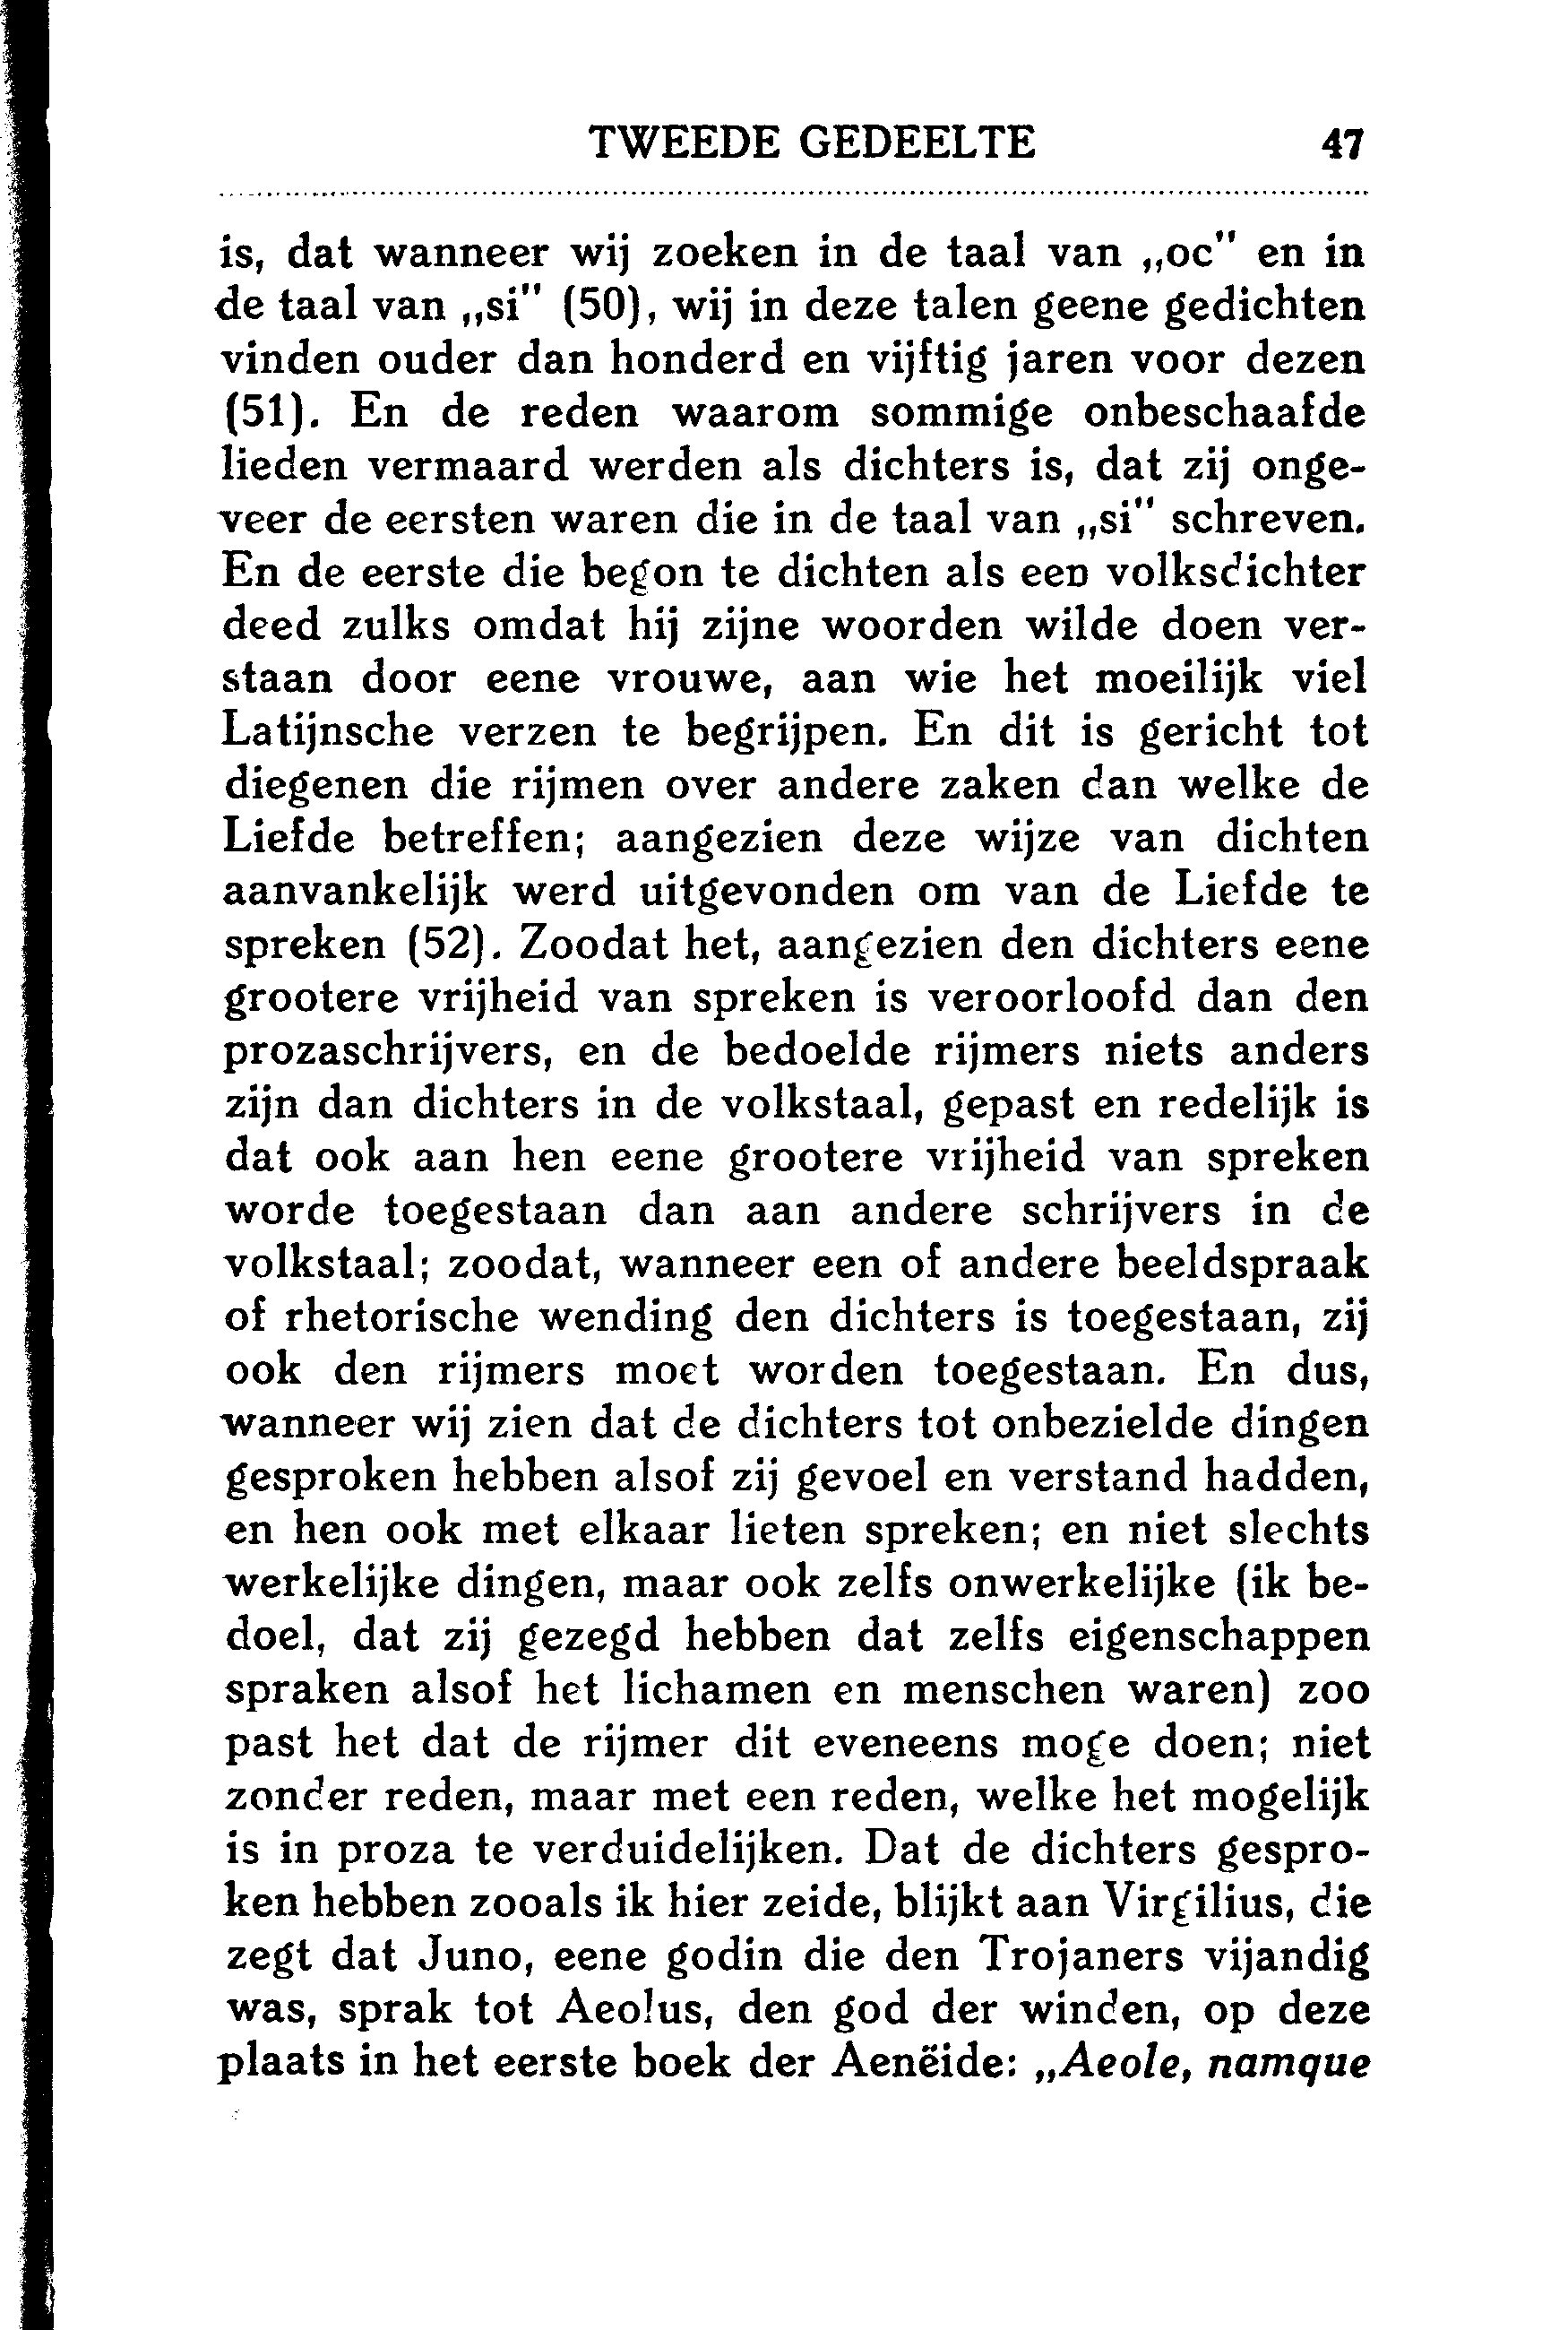 TWEEDE GEDEELTE 47
is, dat wanneer wij zoeken in de taal van „oc" en in
de taal van „si" (50), wij in deze talen geene gedichten
vinden ouder dan honderd en vijftig jaren voor dezen
(51). En de reden waarom sommige onbeschaafde
lieden vermaard werden als dichters is, dat zij onge-
veer de eersten waren die in de taal van „si" schreven.
En de eerste die begon te dichten als een volksdichter
deed zulks omdat hij zijne woorden wilde doen ver-
staan door eene vrouwe, aan wie het moeilijk viel
Latijnsche verzen te begrijpen. En dit is gericht tot
diegenen die rijmen over andere zaken dan welke de
Liefde betreffen; aangezien deze wijze van dichten
aanvankelijk werd uitgevonden om van de Liefde te
spreken (52). Zoodat het, aangezien den dichters eene
grootere vrijheid van spreken is veroorloofd dan den
prozaschrijvers, en de bedoelde rijmers niets anders
zijn dan dichters in de volkstaal, gepast en redelijk is
dat ook aan hen eene grootere vrijheid van spreken
worde toegestaan dan aan andere schrijvers in de
volkstaal; zoodat, wanneer een of andere beeldspraak
of rhetorische wending den dichters is toegestaan, zij
ook den rijmers moet worden toegestaan. En dus,
wanneer wij zien dat de dichters tot onbezielde dingen
gesproken hebben alsof zij gevoel en verstand hadden,
en hen ook met elkaar lieten spreken; en niet slechts
werkelijke dingen, maar ook zelfs onwerkelijke (ik be-
doel, dat zij gezegd hebben dat zelfs eigenschappen
spraken alsof het lichamen en menschen waren) zoo
past het dat de rijmer dit eveneens moge doen; niet
zonder reden, maar met een reden, welke het mogelijk
is in proza te verduidelijken. Dat de dichters gespro-
ken hebben zooals ik hier zeide, blijkt aan Virgilius, die
zegt dat Juno, eene godin die den Trojaners vijandig
was, sprak tot Aeolus, den god der winden, op deze
plaats in het eerste boek der Aenëide: „Aeole, namque